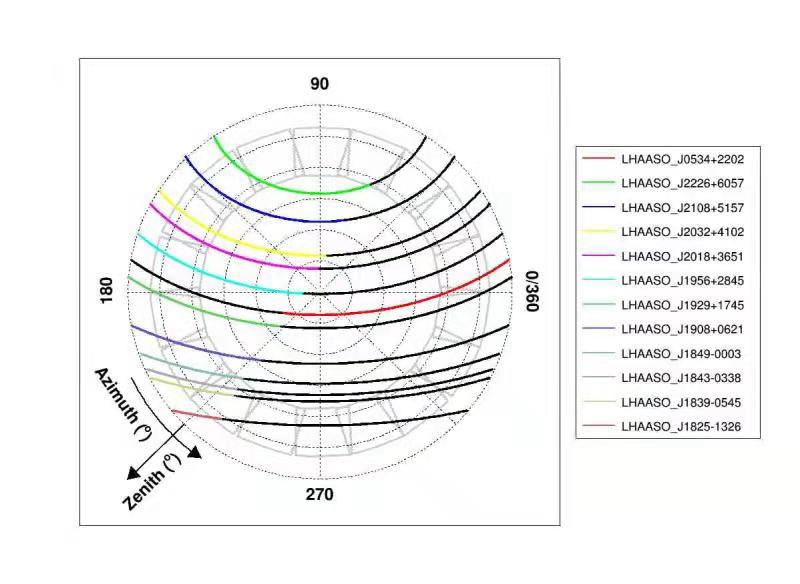 90
180
0/360
270
Azimuth (°)
Zenith (°)
LHAASO_J0534+2202
LHAASO_J2226+6057
LHAASO_J2108+5157
LHAASO_J2032+4102
LHAASO_J2018+3651
LHAASO_J1956+2845
LHAASO_J1929+1745
LHAASO_J1908+0621
LHAASO_J1849-0003
LHAASO_J1843-0338
LHAASO_J1839-0545
LHAASO_J1825-1326